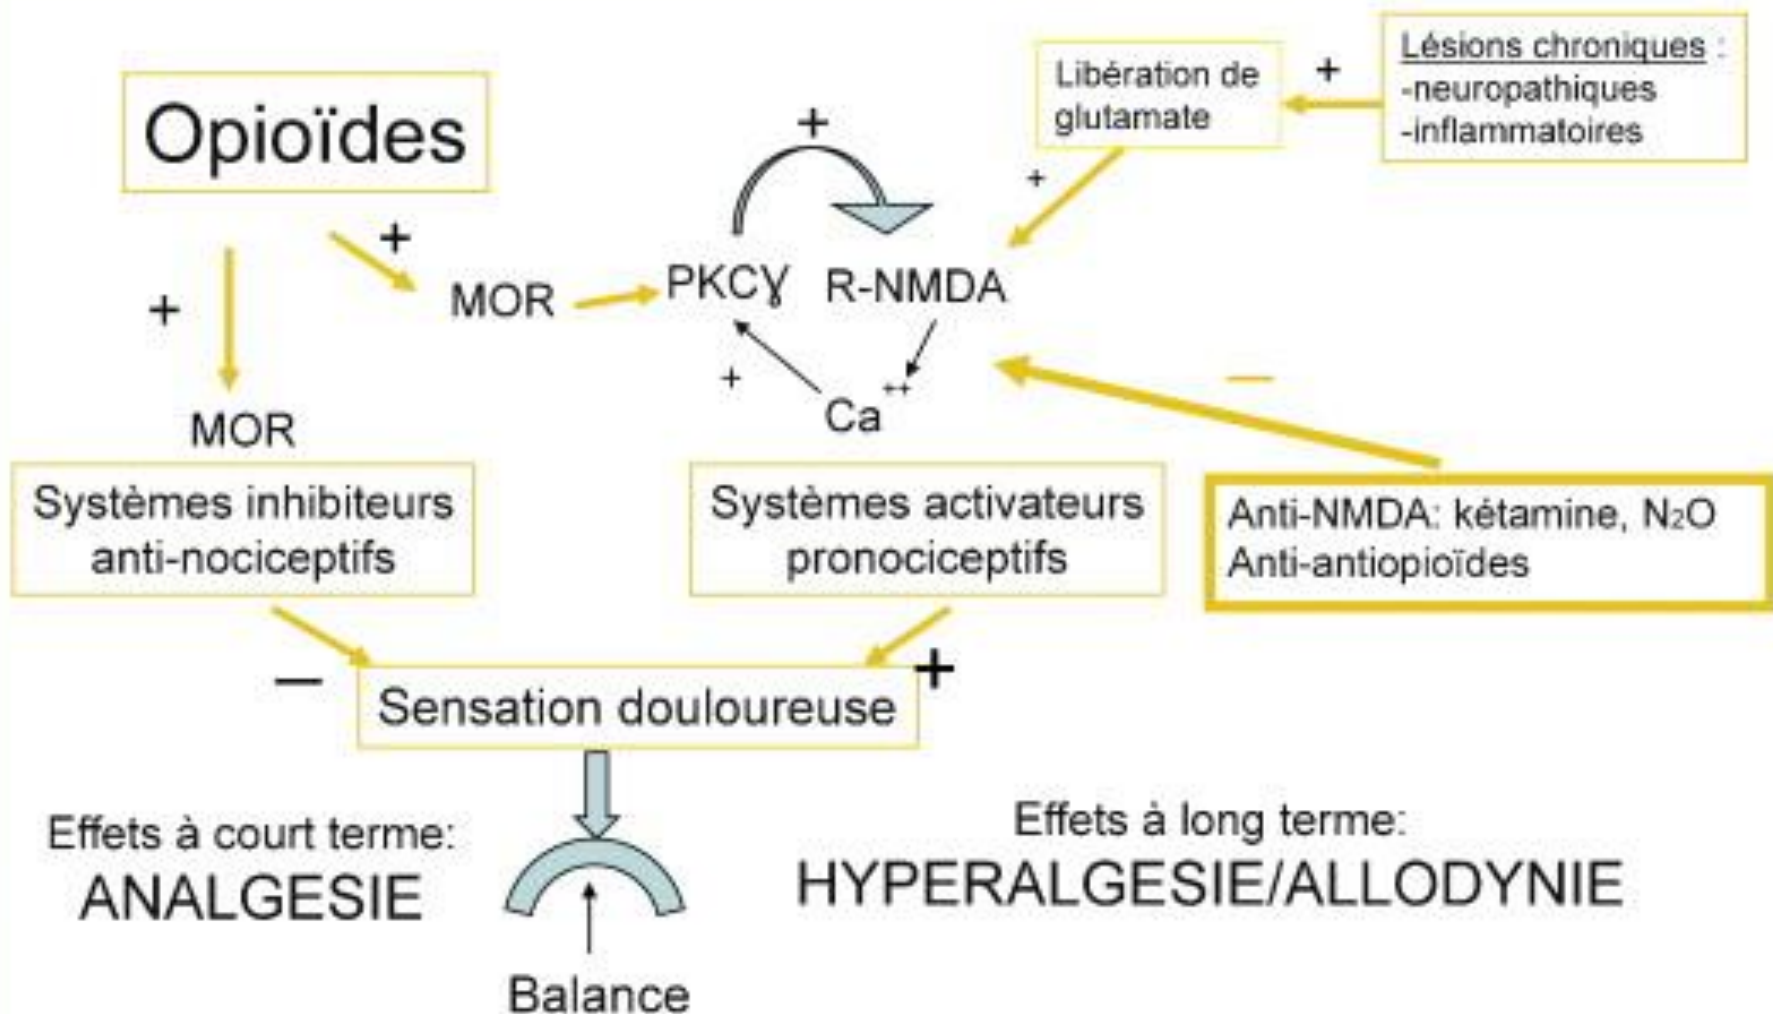 Opioïdes
+
+
MOR
MOR
Systèmes inhibiteurs
anti-nociceptifs
+
PKCɣ
R-NMDA
+
Ca++
Systèmes activateurs
pronociceptifs
Libération de
glutamate
+
+
Lésions chroniques :
-neuropathiques
-inflammatoires
–
Anti-NMDA: kétamine, N₂O
Anti-antiopioïdes
–
+
Sensation douloureuse
Effets à court terme:
ANALGESIE
Effets à long terme:
HYPERALGESIE/ALLODYNIE
Balance